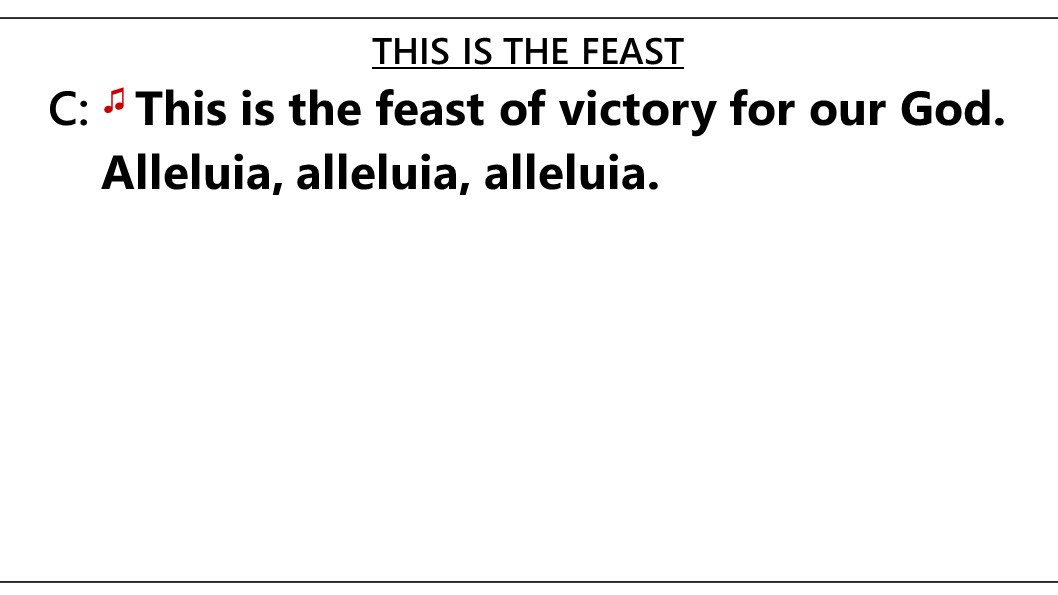 THIS IS THE FEAST
C: ♫ This is the feast of victory for our God.
Alleluia, alleluia, alleluia.